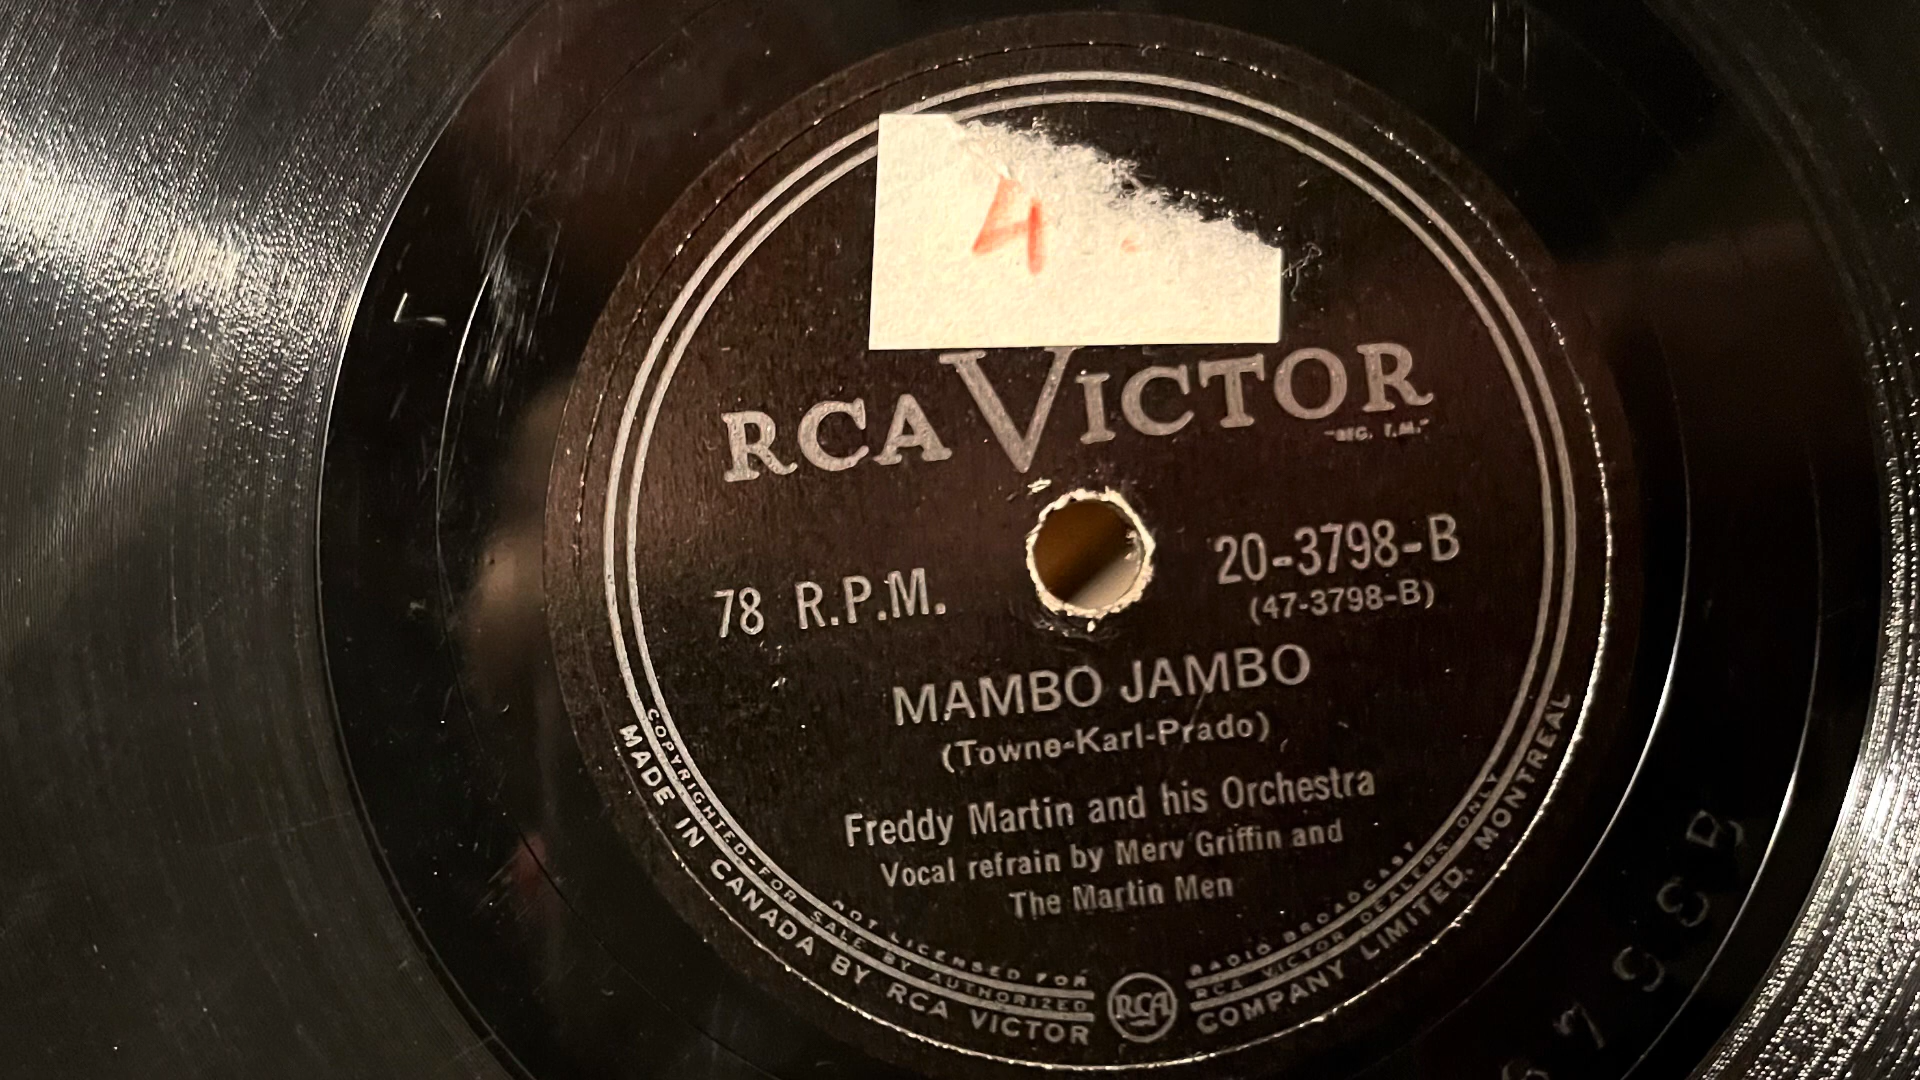 4
RCA VICTOR
"REG. T.M."
78 R.P.M.
20-3798-B
(47-3798-B)
MAMBO JAMBO
(Towne-Karl-Prado)
Freddy Martin and his Orchestra
Vocal refrain by Merv Griffin and
The Martin Men
NOT LICENSED FOR RADIO BROADCAST
COPYRIGHTED-FOR SALE BY AUTHORIZED RCA VICTOR DEALERS ONLY
MADE IN CANADA BY RCA VICTOR COMPANY LIMITED, MONTREAL
RCA